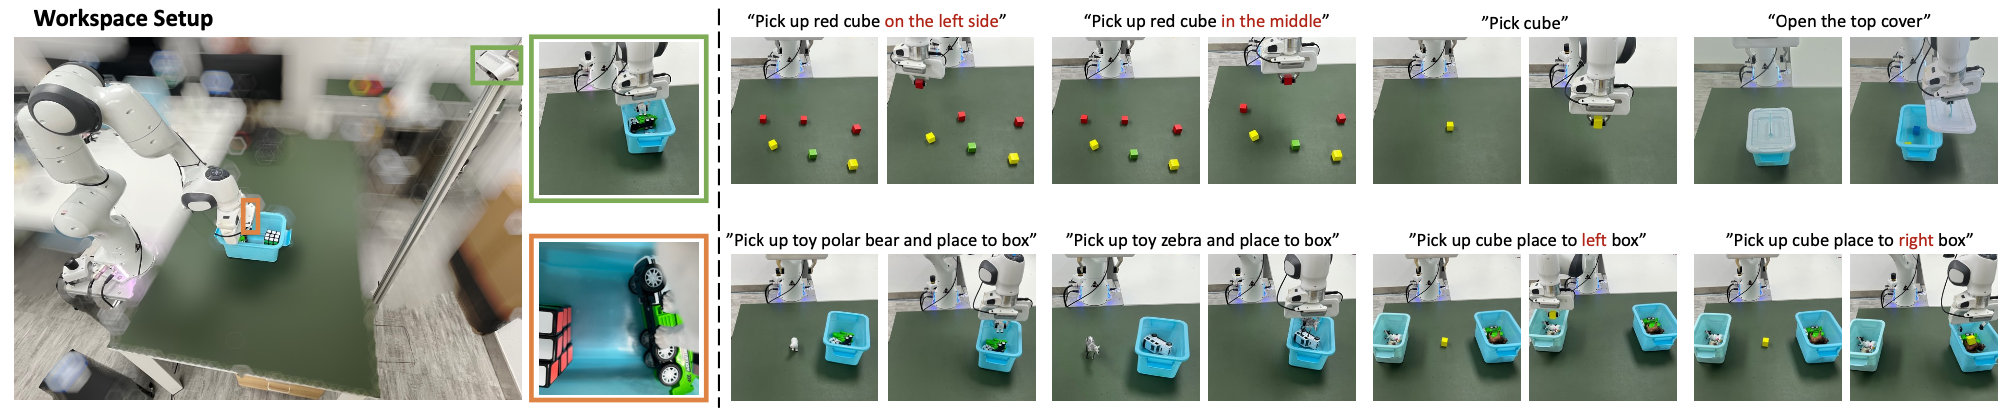 Workspace Setup
“Pick up red cube on the left side”
“Pick up red cube in the middle”
”Pick cube”
“Open the top cover”
”Pick up toy polar bear and place to box”
”Pick up toy zebra and place to box”
”Pick up cube place to left box”
”Pick up cube place to right box”